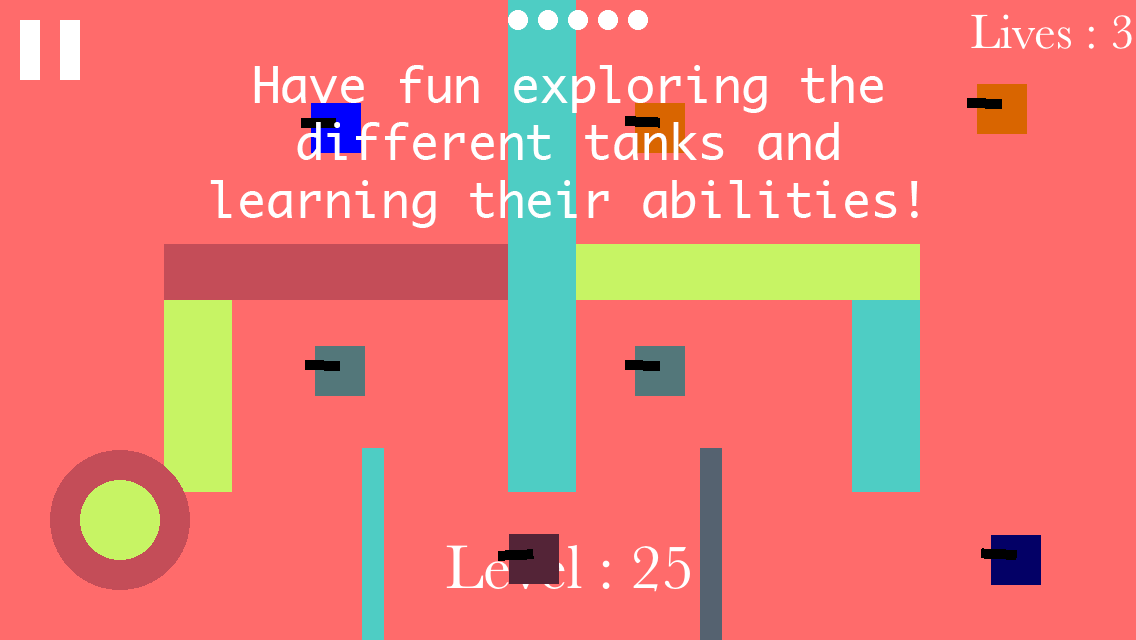 Lives : 3
Have fun exploring the
different tanks and
learning their abilities!
Level : 25